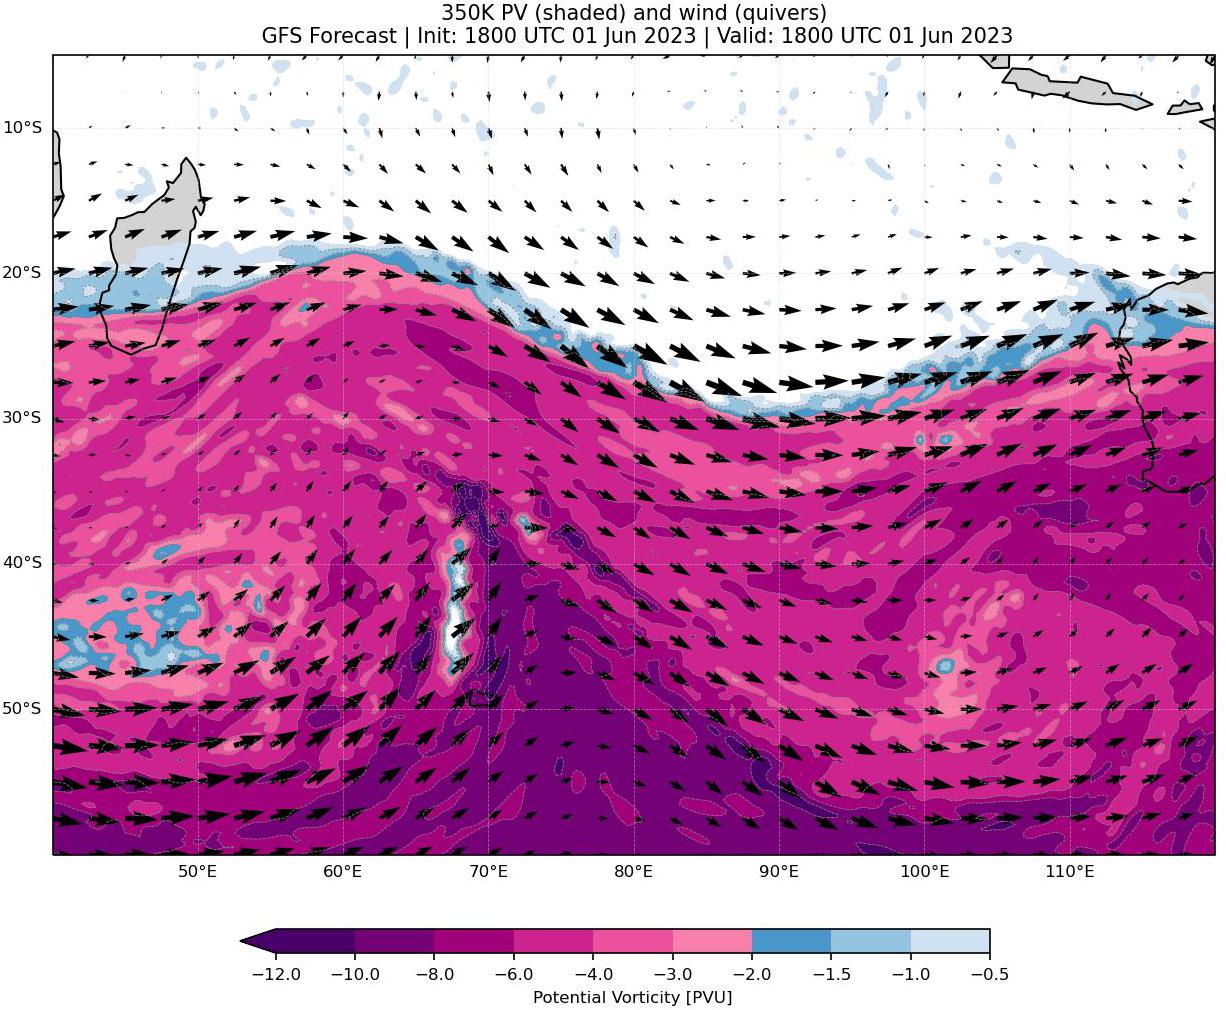 350K PV (shaded) and wind (quivers)
GFS Forecast | Init: 1800 UTC 01 Jun 2023 | Valid: 1800 UTC 01 Jun 2023
10°S
20°S
30°S
40°S
50°S
50°E 60°E 70°E 80°E 90°E 100°E 110°E
−12.0 −10.0 −8.0 −6.0 −4.0 −3.0 −2.0 −1.5 −1.0 −0.5
Potential Vorticity [PVU]